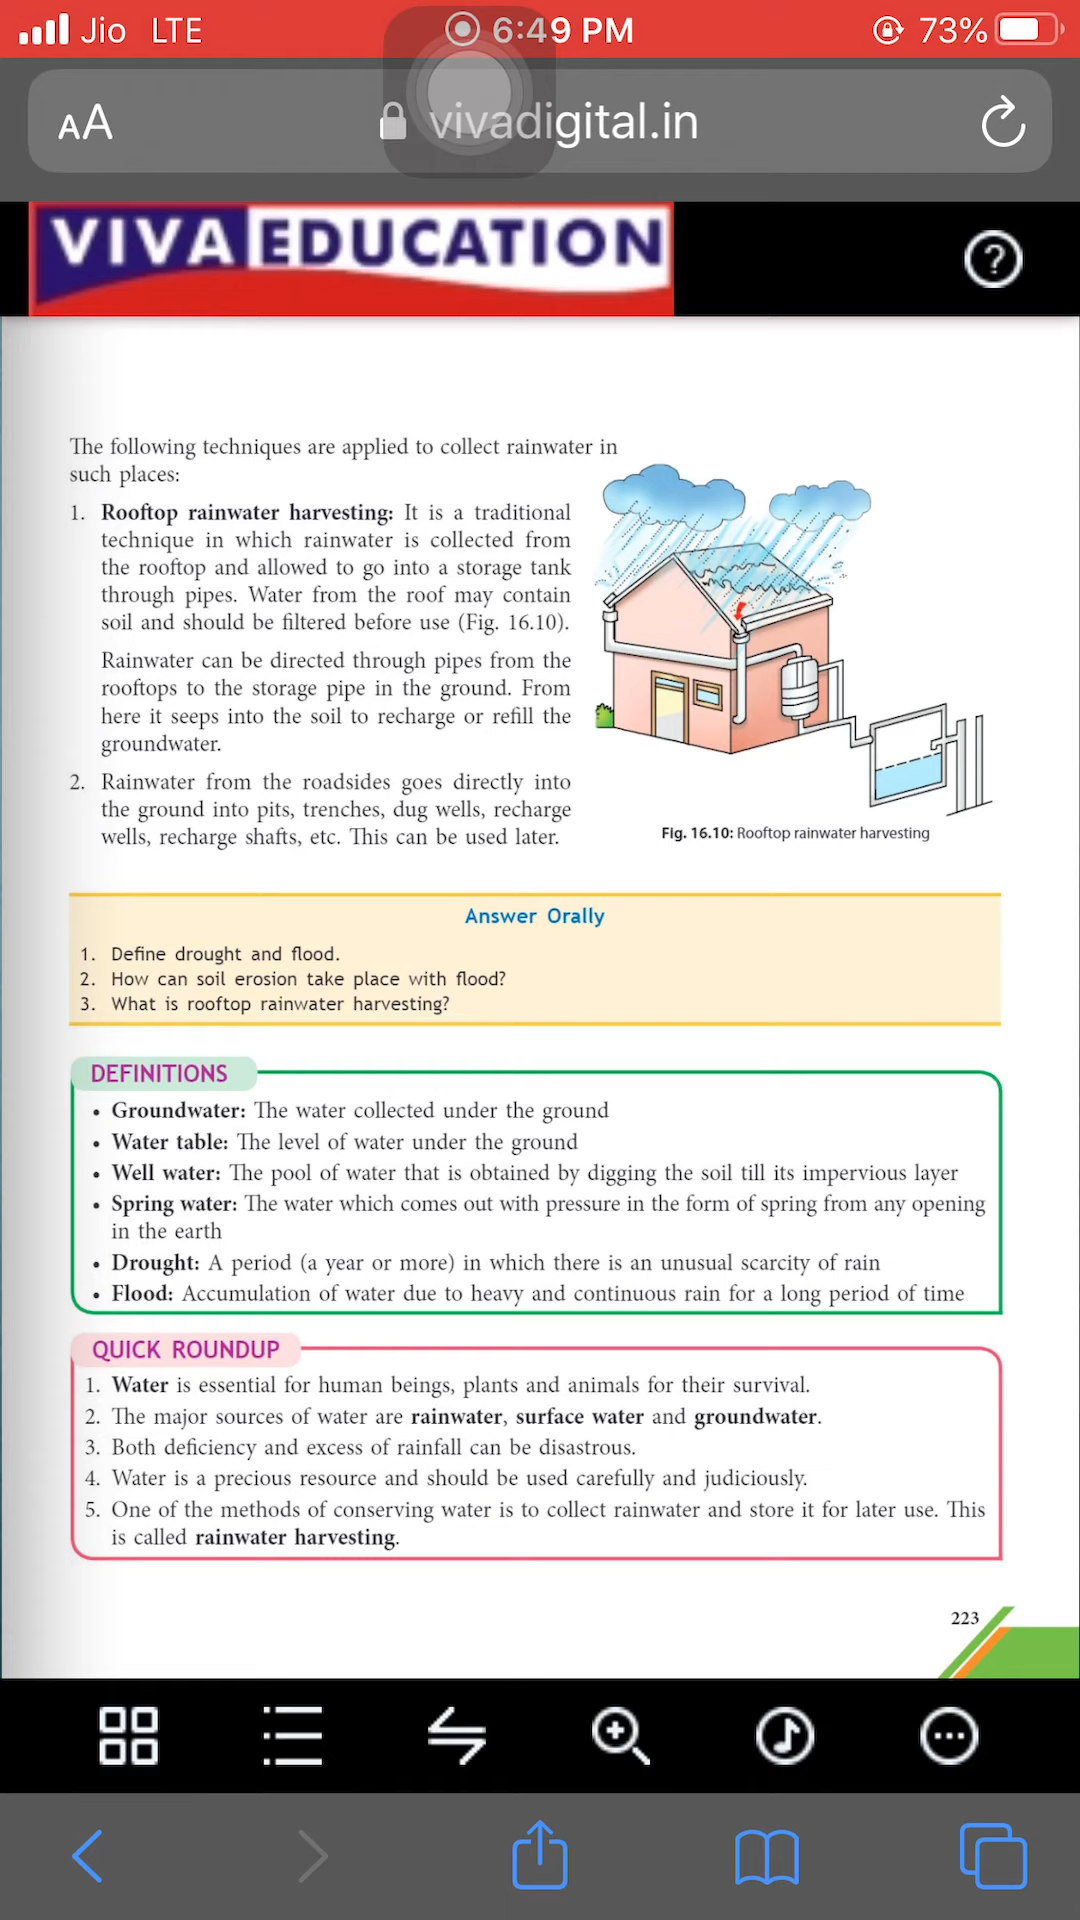 Jio LTE 6:49 PM 73%
AA vivadigital.in
VIVA EDUCATION
?
The following techniques are applied to collect rainwater in
such places:
1. Rooftop rainwater harvesting: It is a traditional
technique in which rainwater is collected from
the rooftop and allowed to go into a storage tank
through pipes. Water from the roof may contain
soil and should be filtered before use (Fig. 16.10).
Rainwater can be directed through pipes from the
rooftops to the storage pipe in the ground. From
here it seeps into the soil to recharge or refill the
groundwater.
2. Rainwater from the roadsides goes directly into
the ground into pits, trenches, dug wells, recharge
wells, recharge shafts, etc. This can be used later.
Fig. 16.10: Rooftop rainwater harvesting
Answer Orally
1. Define drought and flood.
2. How can soil erosion take place with flood?
3. What is rooftop rainwater harvesting?
DEFINITIONS
• Groundwater: The water collected under the ground
• Water table: The level of water under the ground
• Well water: The pool of water that is obtained by digging the soil till its impervious layer
• Spring water: The water which comes out with pressure in the form of spring from any opening
in the earth
• Drought: A period (a year or more) in which there is an unusual scarcity of rain
• Flood: Accumulation of water due to heavy and continuous rain for a long period of time
QUICK ROUNDUP
1. Water is essential for human beings, plants and animals for their survival.
2. The major sources of water are rainwater, surface water and groundwater.
3. Both deficiency and excess of rainfall can be disastrous.
4. Water is a precious resource and should be used carefully and judiciously.
5. One of the methods of conserving water is to collect rainwater and store it for later use. This
is called rainwater harvesting.
223